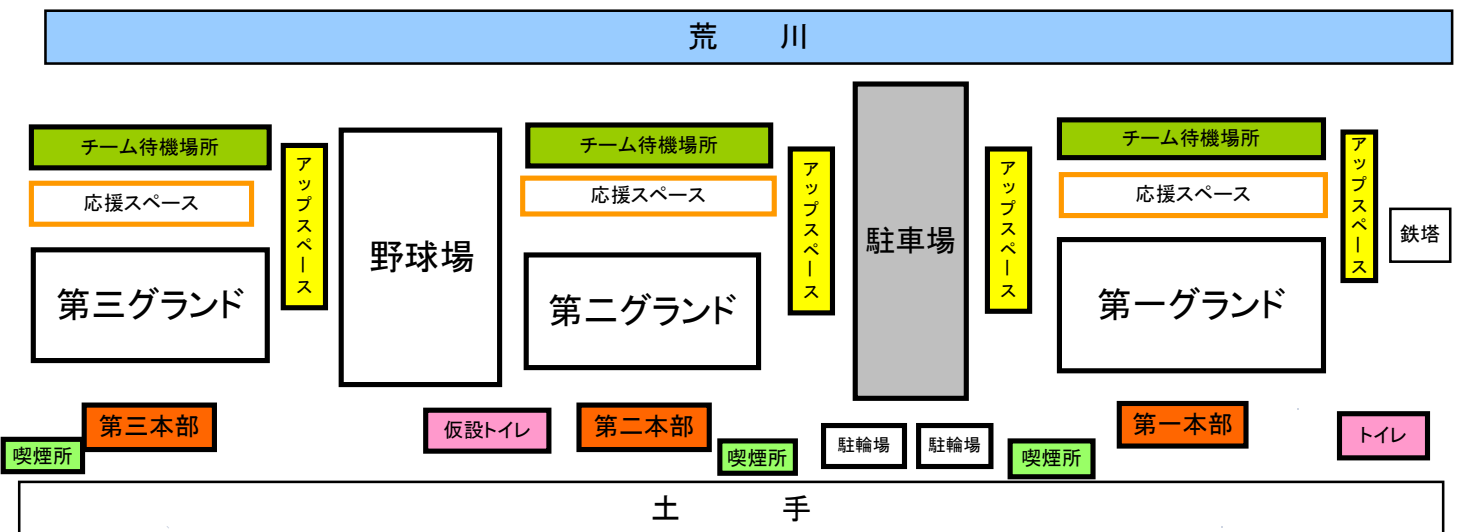 荒　　川
チーム待機場所
チーム待機場所
チーム待機場所
応援スペース
応援スペース
応援スペース
アップスペース
アップスペース
アップスペース
アップスペース
野球場
駐車場
鉄塔
第三グランド
第二グランド
第一グランド
第三本部
仮設トイレ
第二本部
第一本部
トイレ
喫煙所
喫煙所
駐輪場
駐輪場
喫煙所
土　　手